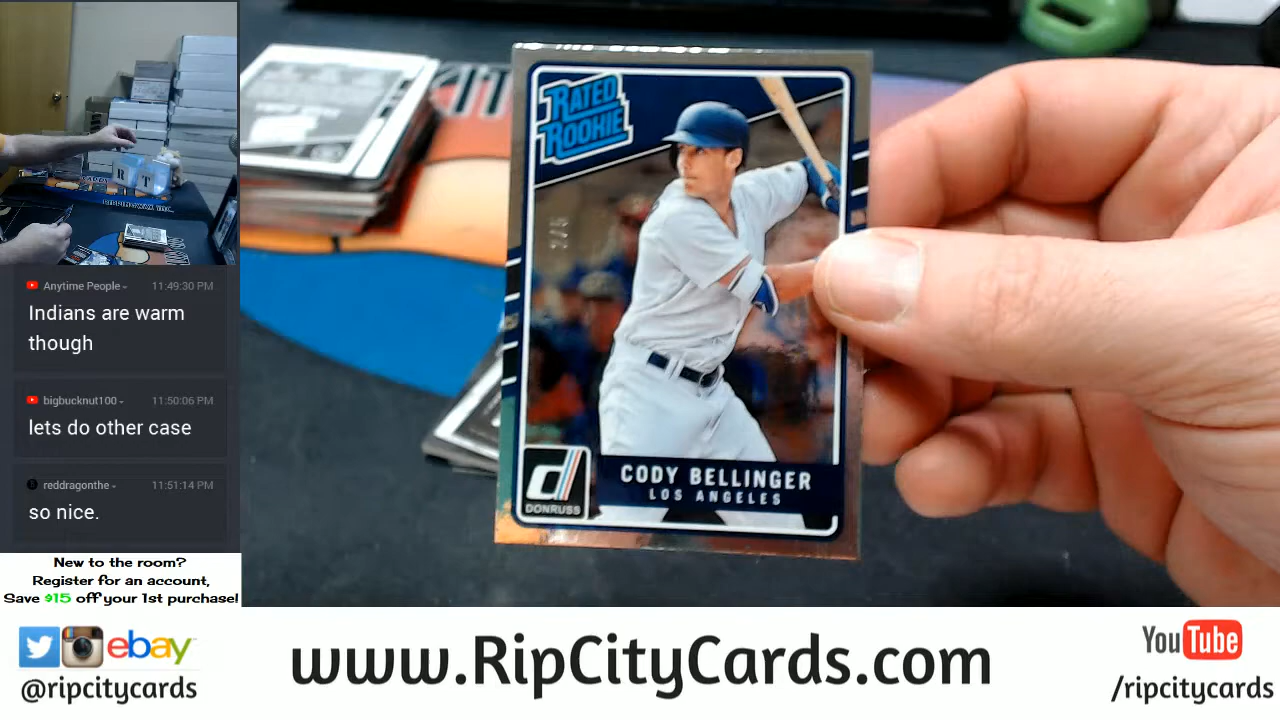 Anytime People
11:49:30 PM
Indians are warm
though
bigbucknut100
11:50:06 PM
lets do other case
reddragonthe
11:51:14 PM
so nice.
New to the room?
Register for an account,
Save $15 off your 1st purchase!
RATED
ROOKIE
CODY BELLINGER
LOS ANGELES
d
DONRUSS
R T
ebay
@ripcitycards
www.RipCityCards.com
YouTube
/ripcitycards